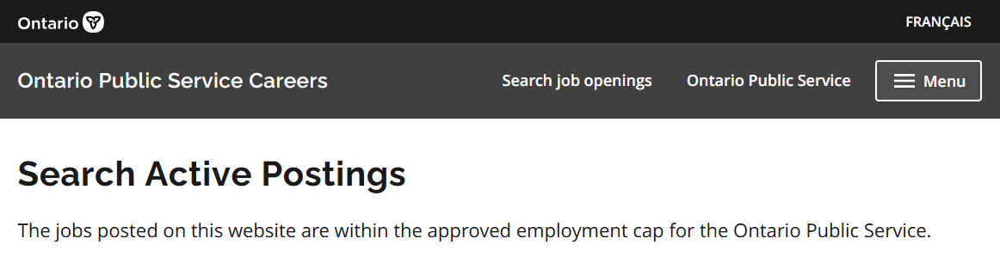 Ontario
FRANÇAIS
Ontario Public Service Careers
Search job openings
Ontario Public Service
Menu
Search Active Postings
The jobs posted on this website are within the approved employment cap for the Ontario Public Service.